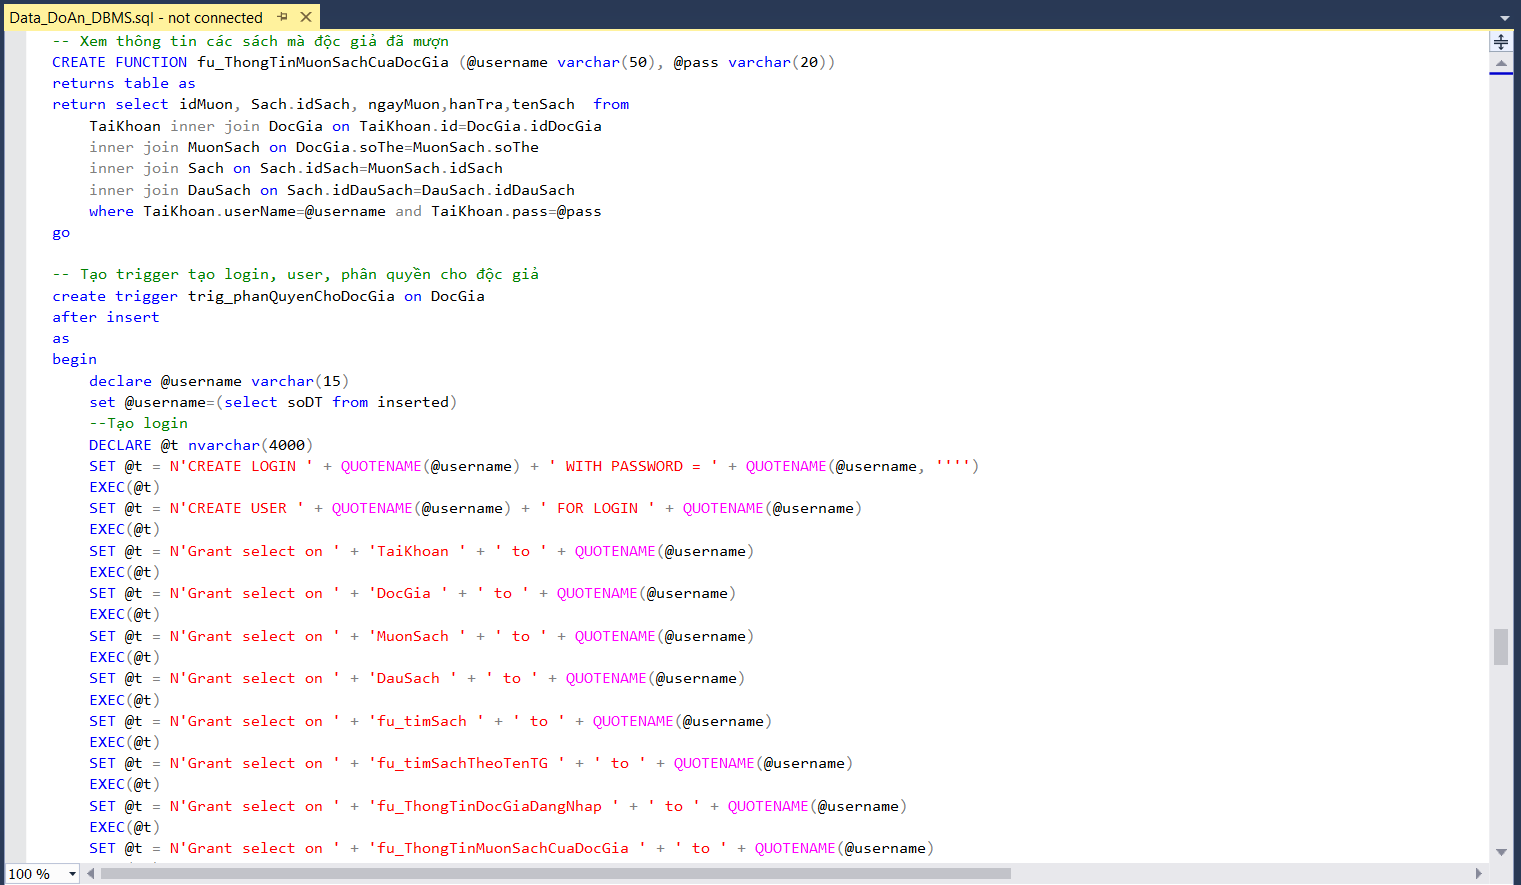 Data_DoAn_DBMS.sql - not connected
-- Xem thông tin các sách mà độc giả đã mượn
CREATE FUNCTION fu_ThongTinMuonSachCuaDocGia (@username varchar(50), @pass varchar(20))
returns table as
return select idMuon, Sach.idSach, ngayMuon,hanTra,tenSach  from
    TaiKhoan inner join DocGia on TaiKhoan.id=DocGia.idDocGia
    inner join MuonSach on DocGia.soThe=MuonSach.soThe
    inner join Sach on Sach.idSach=MuonSach.idSach
    inner join DauSach on Sach.idDauSach=DauSach.idDauSach
    where TaiKhoan.userName=@username and TaiKhoan.pass=@pass
go
-- Tạo trigger tạo login, user, phân quyền cho độc giả
create trigger trig_phanQuyenChoDocGia on DocGia
after insert
as
begin
    declare @username varchar(15)
    set @username=(select soDT from inserted)
    --Tạo login
    DECLARE @t nvarchar(4000)
    SET @t = N'CREATE LOGIN ' + QUOTENAME(@username) + ' WITH PASSWORD = ' + QUOTENAME(@username, '''')
    EXEC(@t)
    SET @t = N'CREATE USER ' + QUOTENAME(@username) + ' FOR LOGIN ' + QUOTENAME(@username)
    EXEC(@t)
    SET @t = N'Grant select on ' + 'TaiKhoan ' + ' to ' + QUOTENAME(@username)
    EXEC(@t)
    SET @t = N'Grant select on ' + 'DocGia ' + ' to ' + QUOTENAME(@username)
    EXEC(@t)
    SET @t = N'Grant select on ' + 'MuonSach ' + ' to ' + QUOTENAME(@username)
    EXEC(@t)
    SET @t = N'Grant select on ' + 'DauSach ' + ' to ' + QUOTENAME(@username)
    EXEC(@t)
    SET @t = N'Grant select on ' + 'fu_timSach ' + ' to ' + QUOTENAME(@username)
    EXEC(@t)
    SET @t = N'Grant select on ' + 'fu_timSachTheoTenTG ' + ' to ' + QUOTENAME(@username)
    EXEC(@t)
    SET @t = N'Grant select on ' + 'fu_ThongTinDocGiaDangNhap ' + ' to ' + QUOTENAME(@username)
    EXEC(@t)
    SET @t = N'Grant select on ' + 'fu_ThongTinMuonSachCuaDocGia ' + ' to ' + QUOTENAME(@username)
100 %